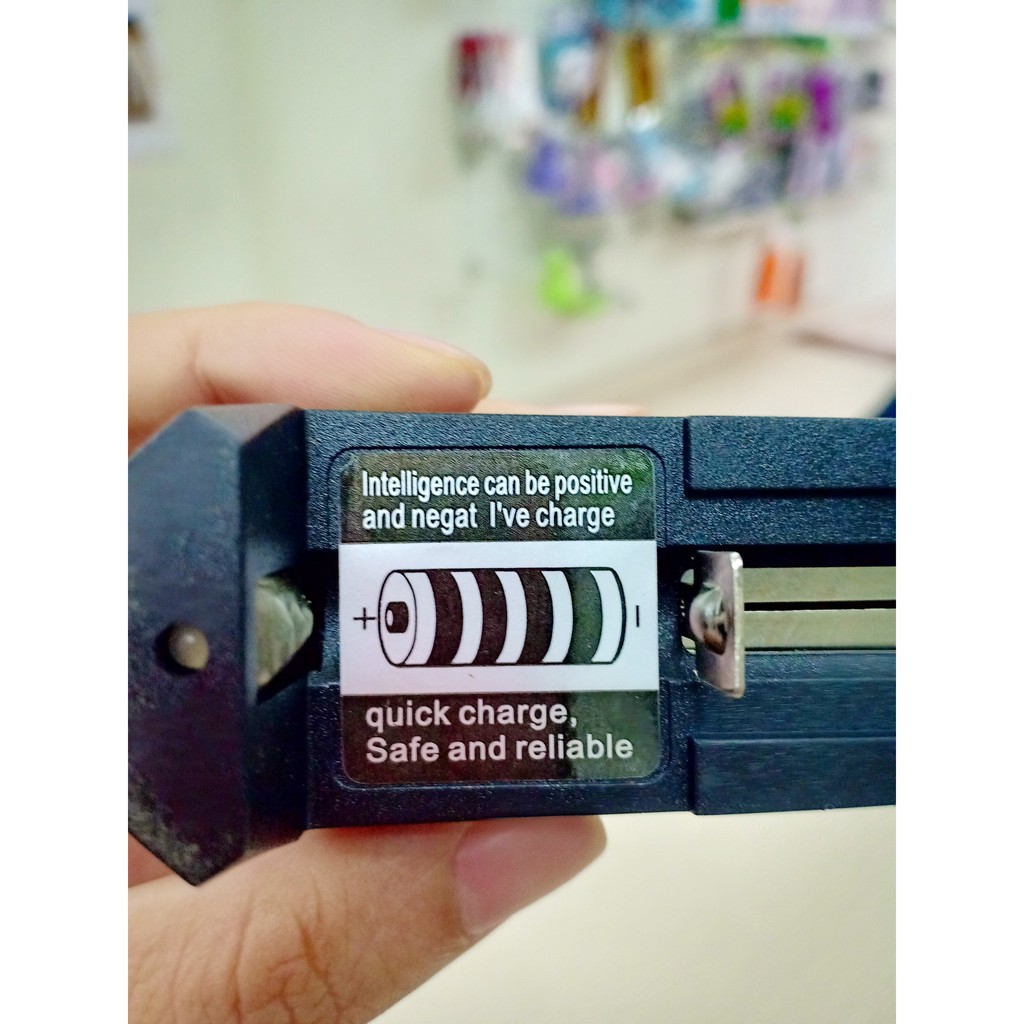 Intelligence can be positive
and negat I've charge
+ -
quick charge,
Safe and reliable